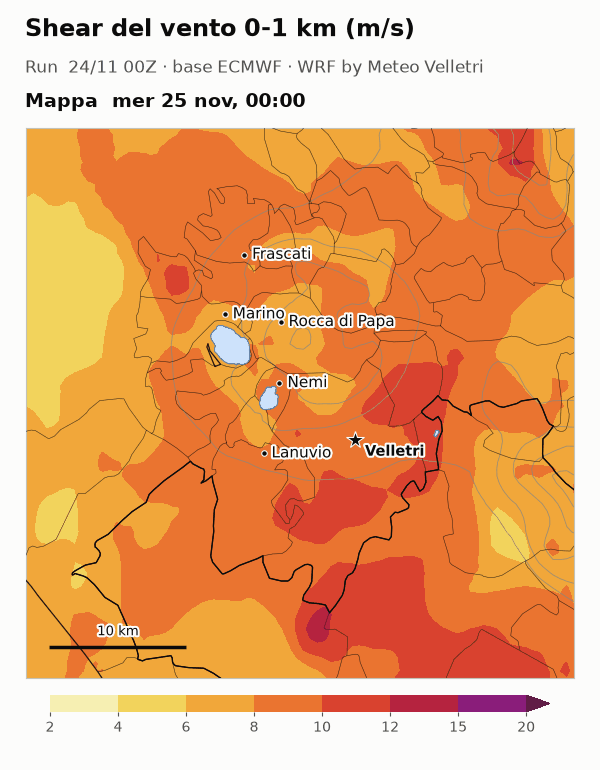 Shear del vento 0-1 km (m/s)
Run  24/11 00Z · base ECMWF · WRF by Meteo Velletri
Mappa  mer 25 nov, 00:00
Frascati
Marino
Rocca di Papa
Nemi
Velletri
Lanuvio
10 km
2 4 6 8 10 12 15 20